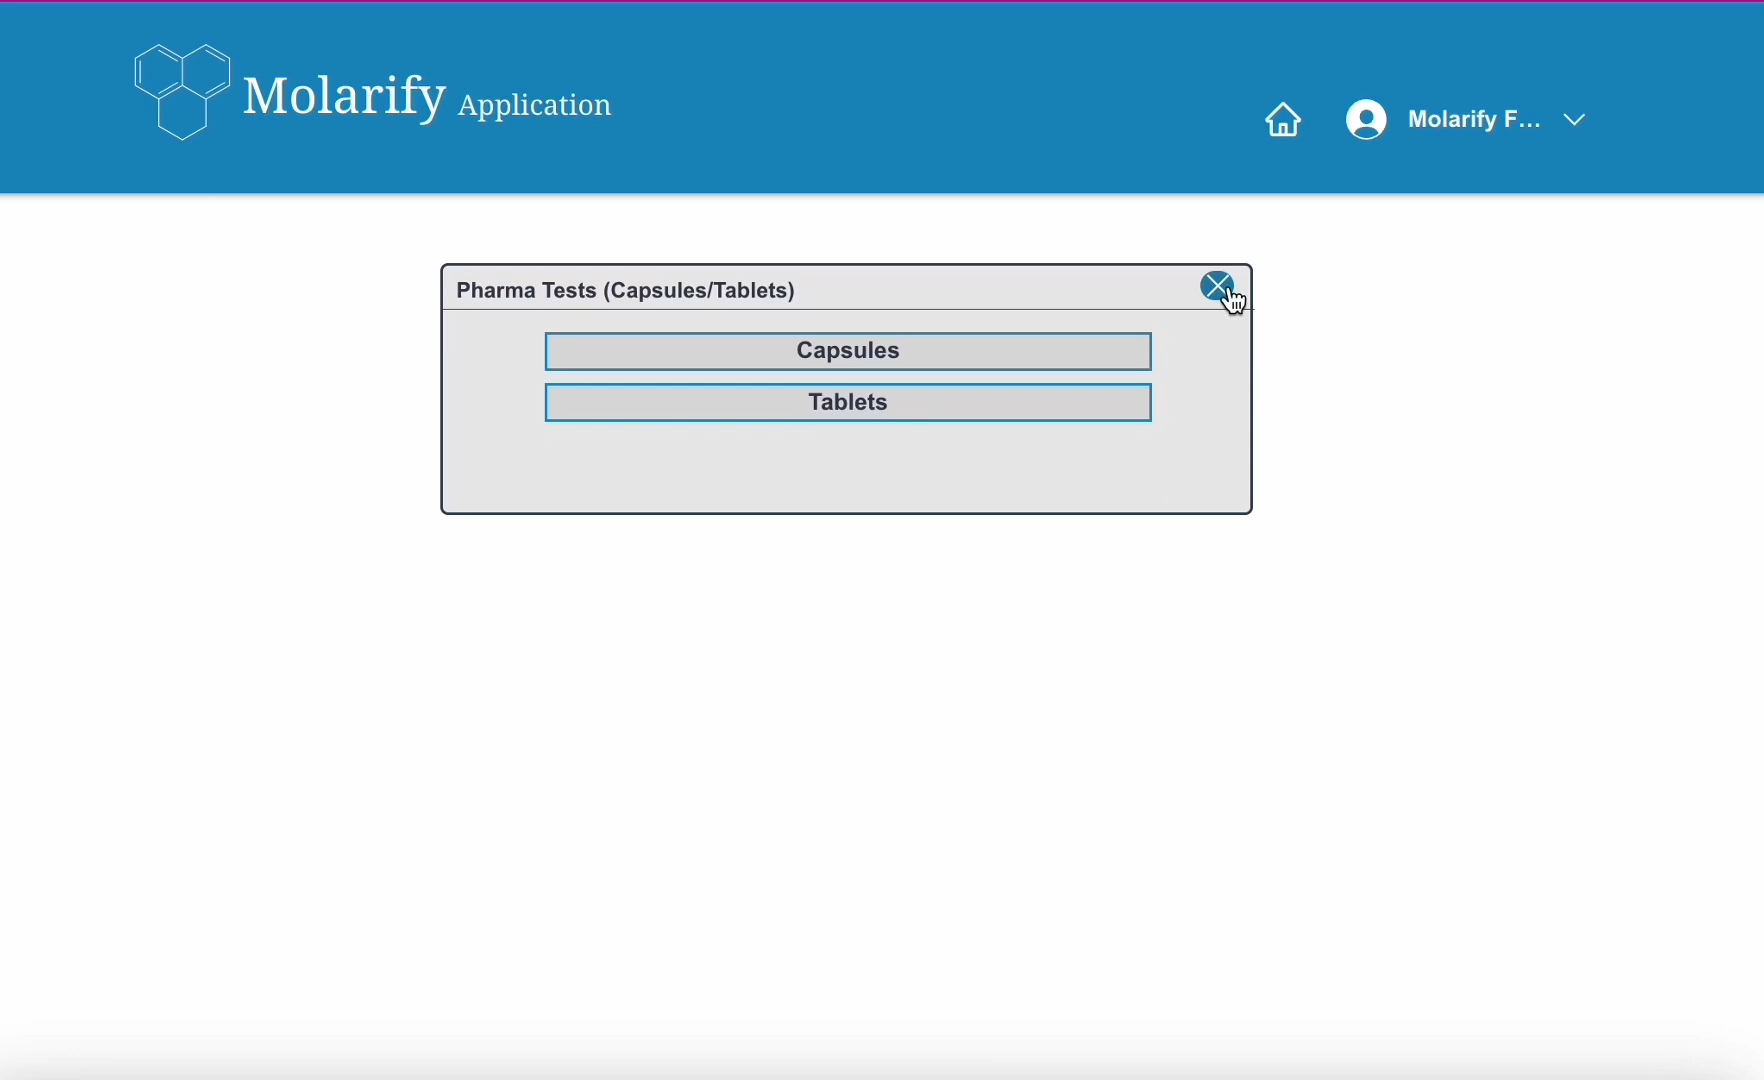 Molarify Application
Molarify F...
Pharma Tests (Capsules/Tablets)
Capsules
Tablets